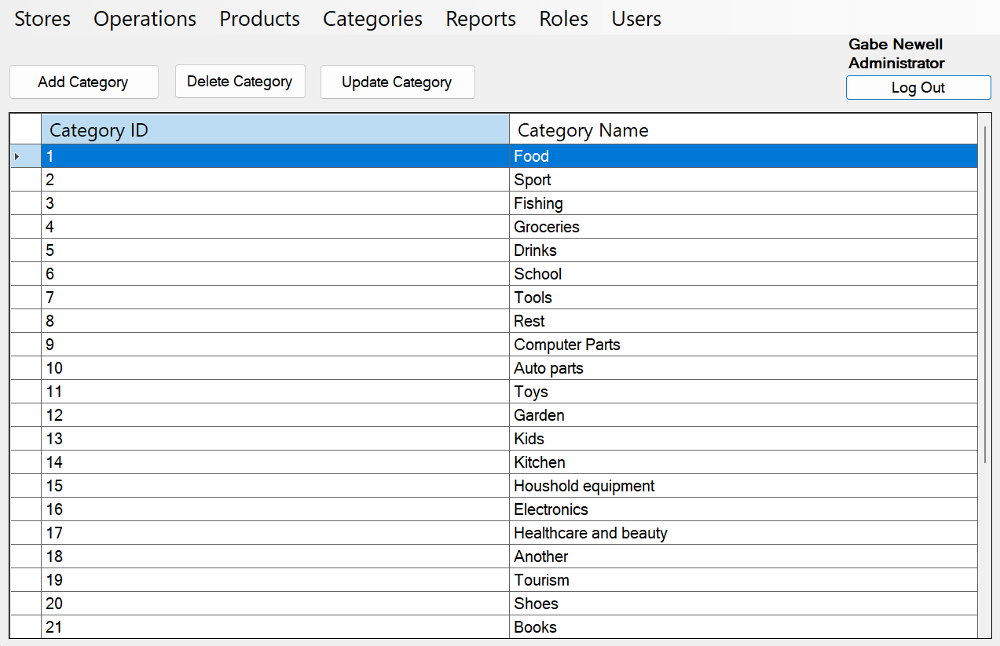 Stores Operations Products Categories Reports Roles Users
Gabe Newell
Administrator
Add Category Delete Category Update Category Log Out
Category ID Category Name
1 Food
2 Sport
3 Fishing
4 Groceries
5 Drinks
6 School
7 Tools
8 Rest
9 Computer Parts
10 Auto parts
11 Toys
12 Garden
13 Kids
14 Kitchen
15 Houshold equipment
16 Electronics
17 Healthcare and beauty
18 Another
19 Tourism
20 Shoes
21 Books